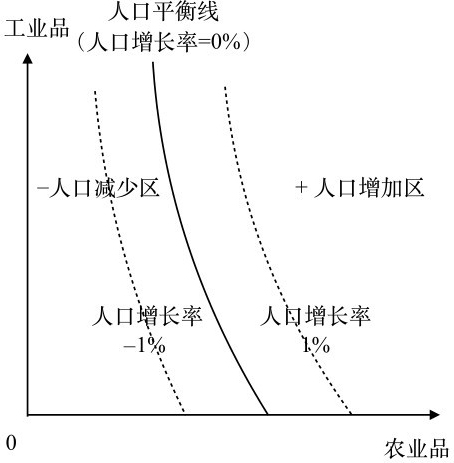 人口平衡线
工业品
（人口增长率=0%）
–人口减少区
+ 人口增加区
人口增长率
–1%
人口增长率
1%
0
农业品